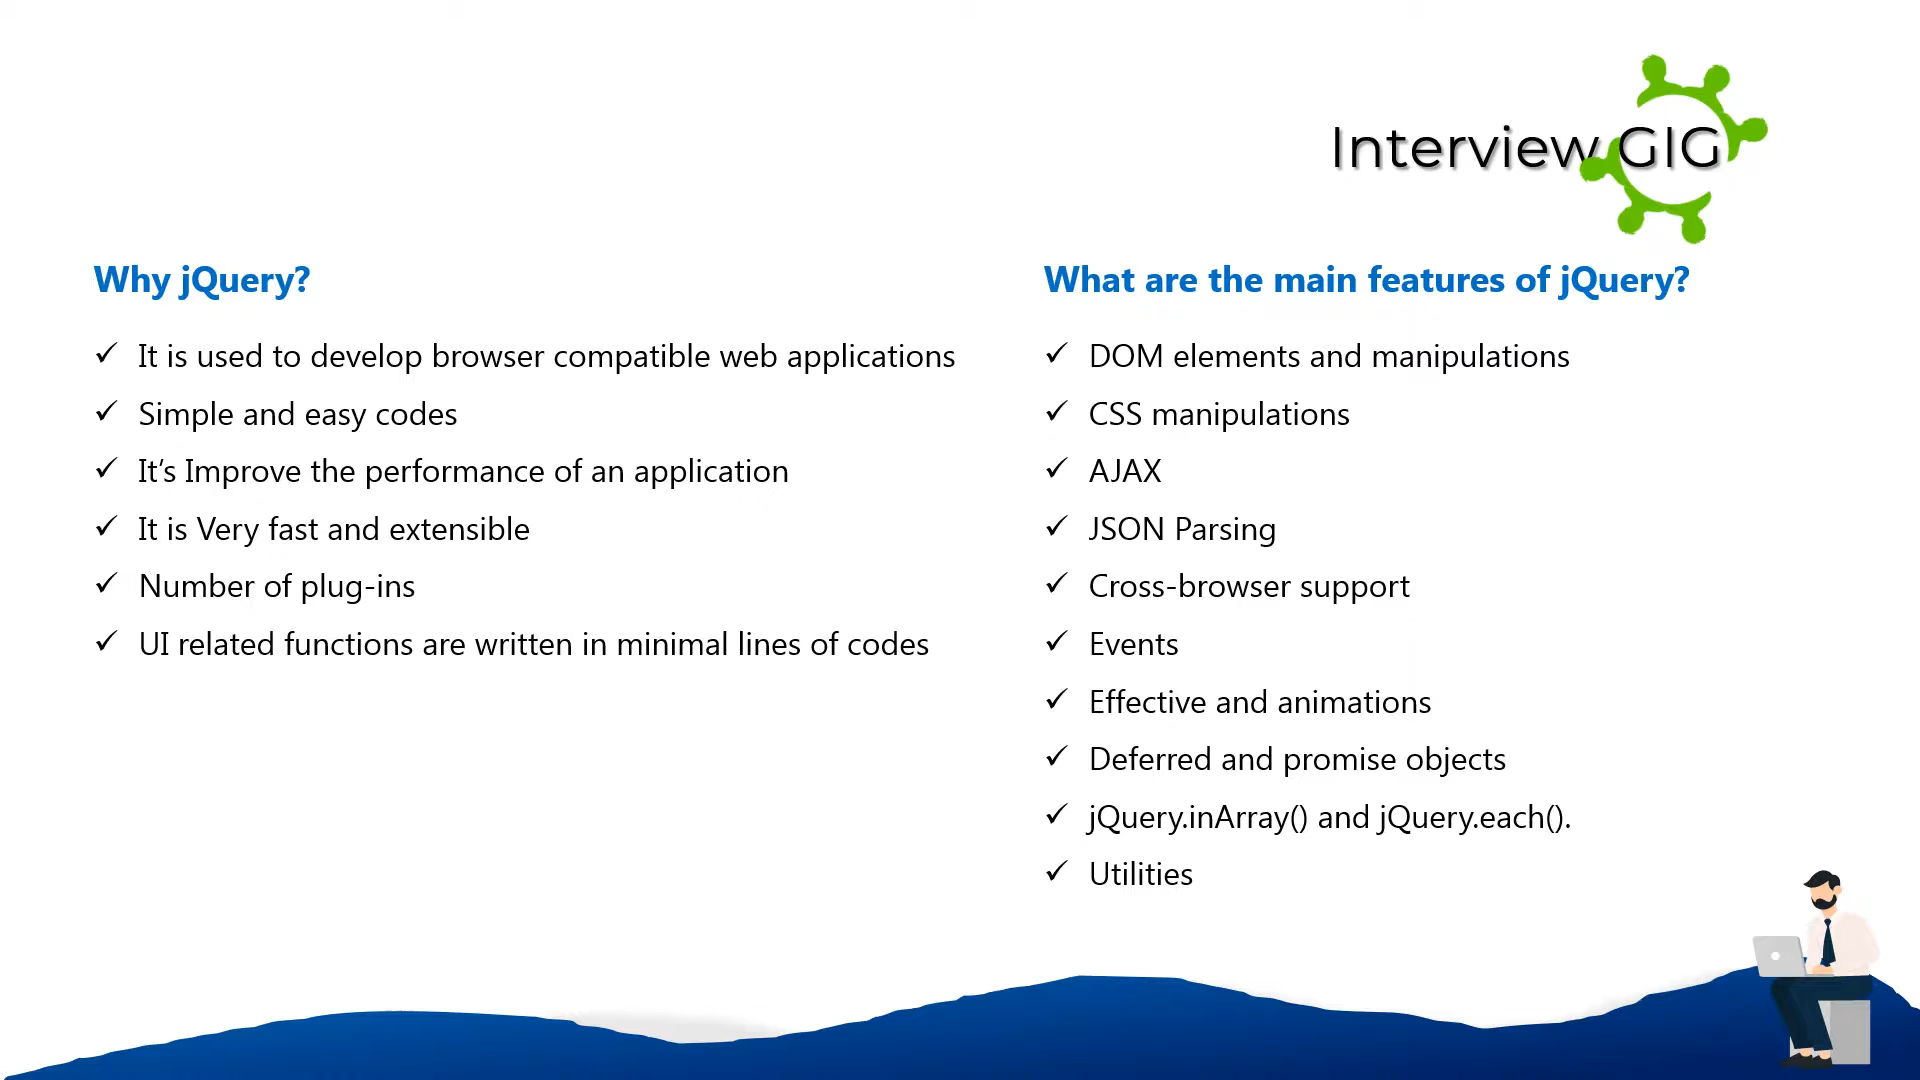 Interview GIG
Why jQuery?
It is used to develop browser compatible web applications
Simple and easy codes
It’s Improve the performance of an application
It is Very fast and extensible
Number of plug-ins
UI related functions are written in minimal lines of codes
What are the main features of jQuery?
DOM elements and manipulations
CSS manipulations
AJAX
JSON Parsing
Cross-browser support
Events
Effective and animations
Deferred and promise objects
jQuery.inArray() and jQuery.each().
Utilities